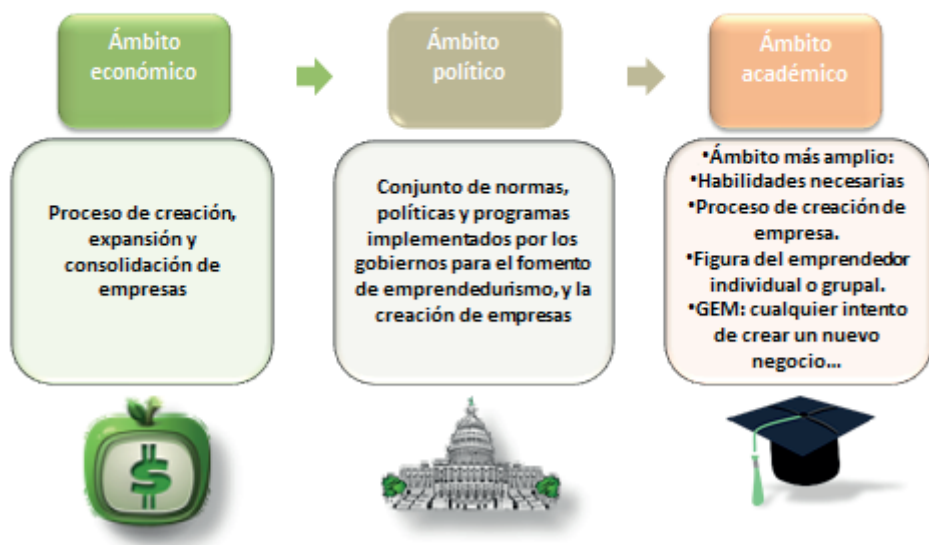 Ámbito
económico
Ámbito
político
Ámbito
académico
Proceso de creación,
expansión y
consolidación de
empresas
Conjunto de normas,
políticas y programas
implementados por los
gobiernos para el fomento
de emprendedurismo, y la
creación de empresas
•Ámbito más amplio:
•Habilidades necesarias
•Proceso de creación de
empresa.
•Figura del emprendedor
individual o grupal.
•GEM: cualquier intento
de crear un nuevo
negocio...
$